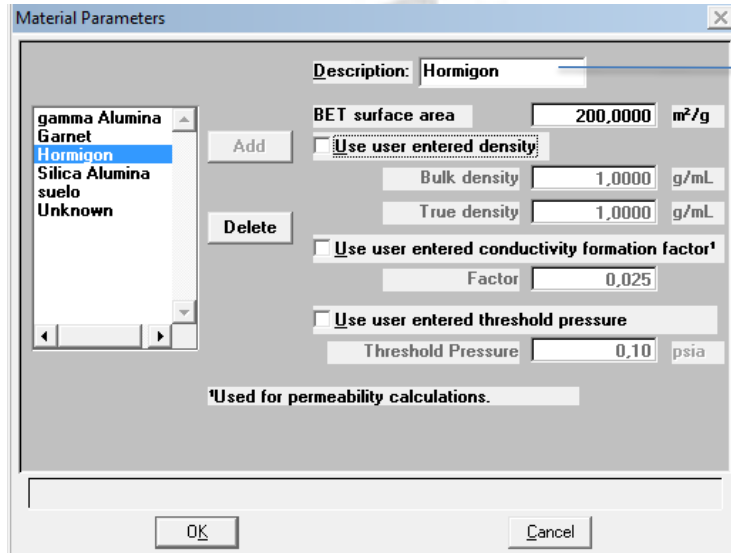 Material Parameters
Description: Hormigon
gamma Alumina
Garnet
Hormigon
Silica Alumina
suelo
Unknown
Add
Delete
BET surface area 200,0000 m²/g
Use user entered density
Bulk density 1,0000 g/mL
True density 1,0000 g/mL
Use user entered conductivity formation factor¹
Factor 0,025
Use user entered threshold pressure
Threshold Pressure 0,10 psia
¹Used for permeability calculations.
OK Cancel